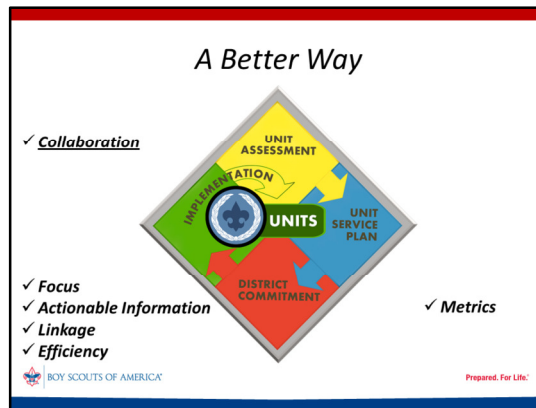 A Better Way
✓ Collaboration
UNIT
ASSESSMENT
IMPLEMENTATION
UNITS
UNIT
SERVICE
PLAN
DISTRICT
COMMITMENT
✓ Focus
✓ Actionable Information
✓ Linkage
✓ Efficiency
✓ Metrics
BOY SCOUTS OF AMERICA®
Prepared. For Life.®